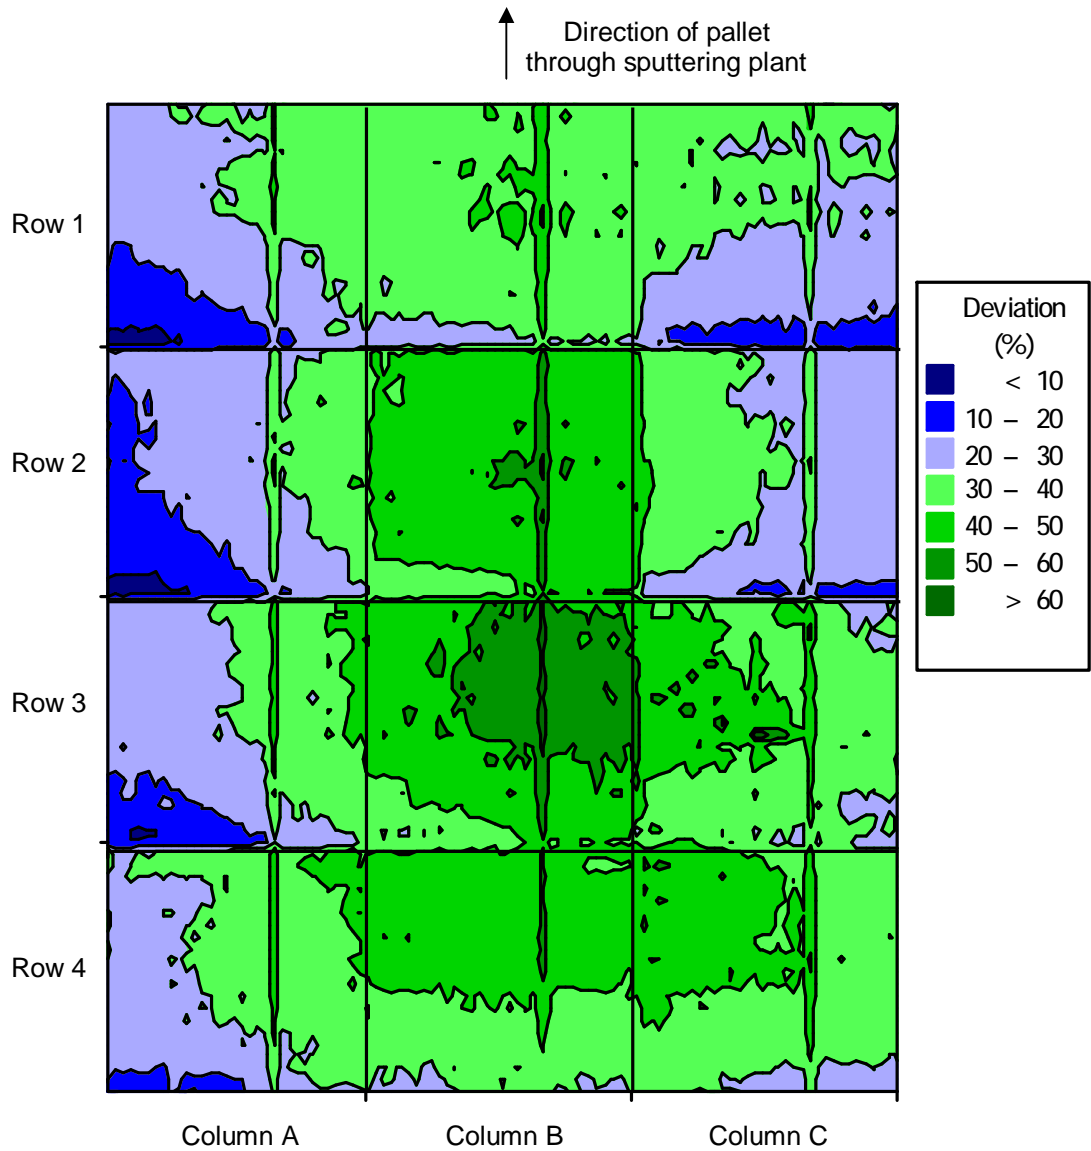 Direction of pallet
through sputtering plant
Row 1
Row 2
Row 3
Row 4
Column A
Column B
Column C
Deviation
(%)
< 10
10 – 20
20 – 30
30 – 40
40 – 50
50 – 60
> 60